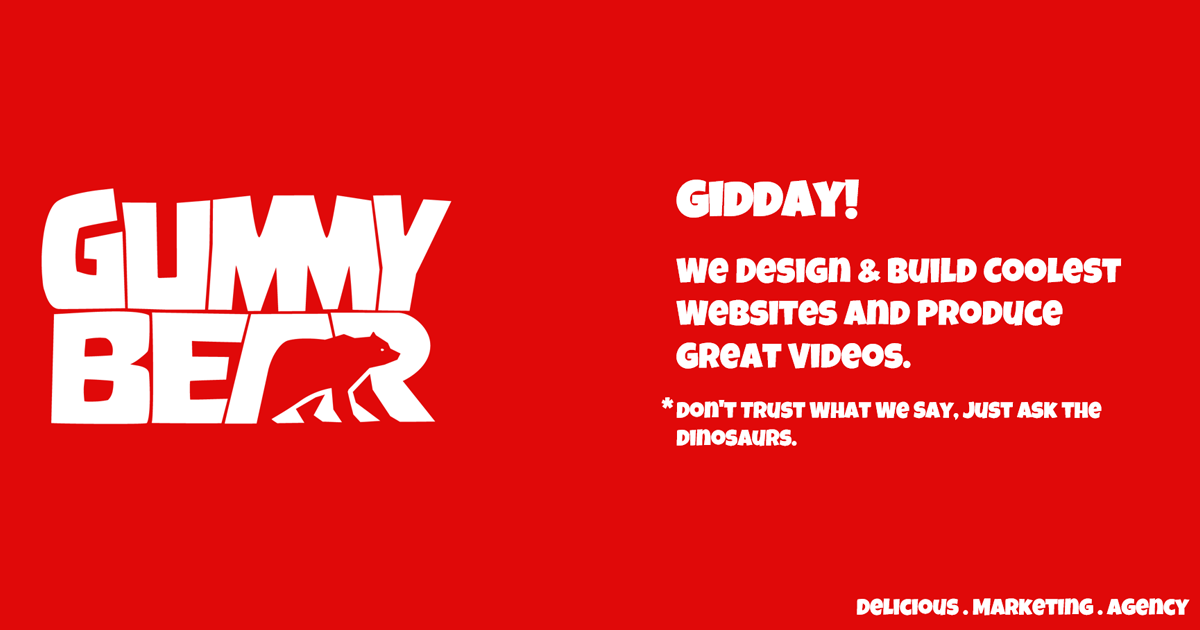 GUMMY
BEAR
GIDDAY!
We Design & Build Coolest
Websites and Produce
Great Videos.
*Don't trust what we say, just ask the
dinosaurs.
Delicious . Marketing . Agency